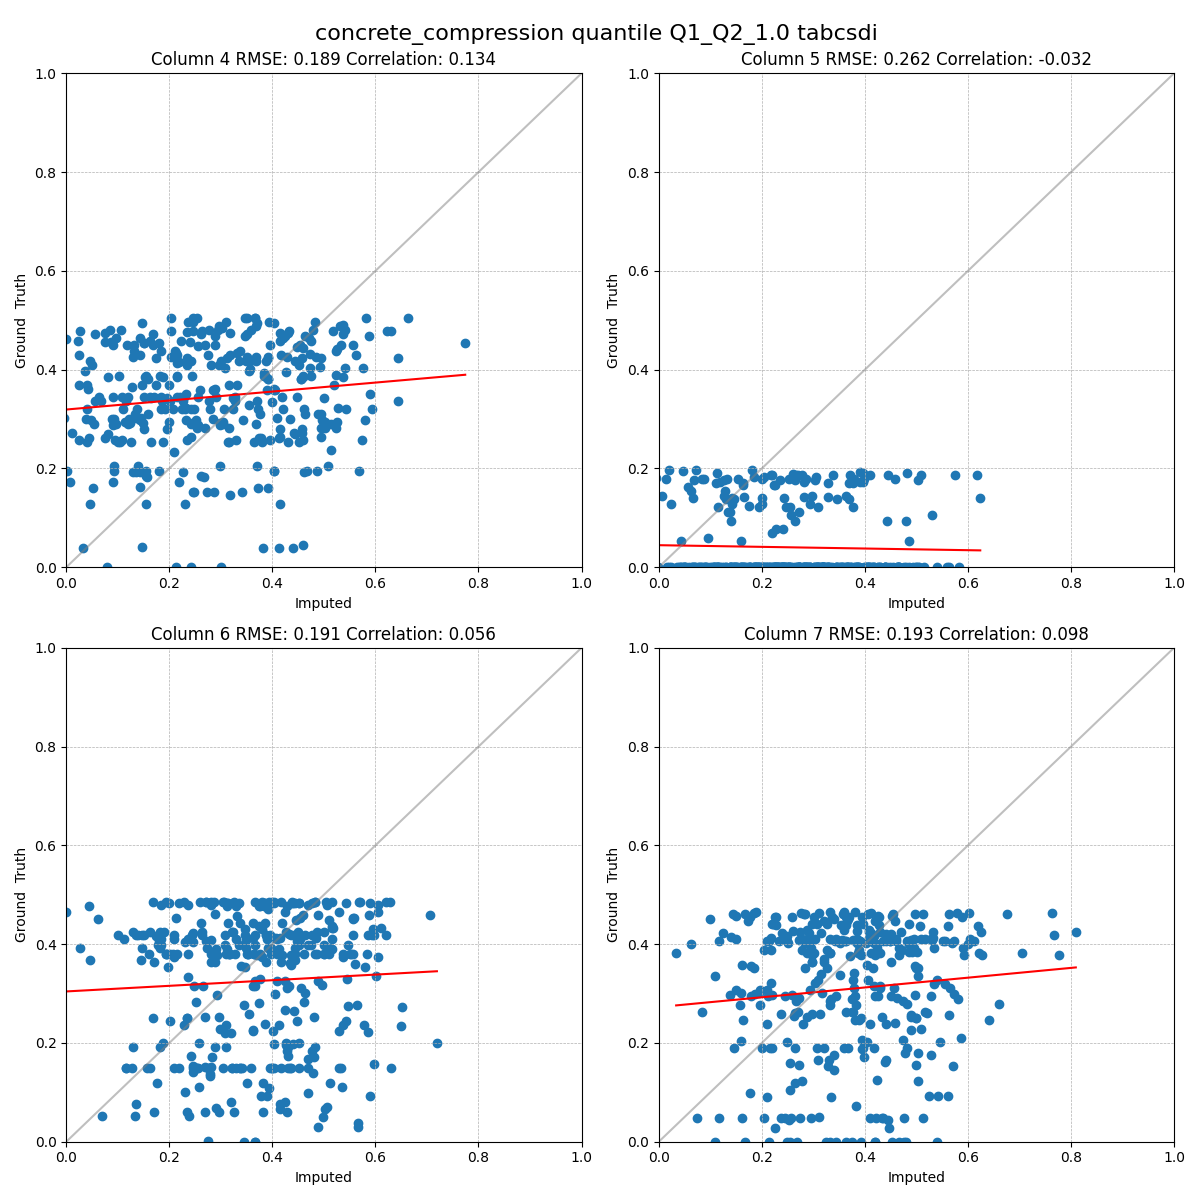 concrete_compression quantile Q1_Q2_1.0 tabcsdi
Column 4 RMSE: 0.189 Correlation: 0.134
1.0
0.8
0.6
0.4
0.2
0.0
Ground Truth
0.0 0.2 0.4 0.6 0.8 1.0
Imputed
Column 5 RMSE: 0.262 Correlation: -0.032
1.0
0.8
0.6
0.4
0.2
0.0
Ground Truth
0.0 0.2 0.4 0.6 0.8 1.0
Imputed
Column 6 RMSE: 0.191 Correlation: 0.056
1.0
0.8
0.6
0.4
0.2
0.0
Ground Truth
0.0 0.2 0.4 0.6 0.8 1.0
Imputed
Column 7 RMSE: 0.193 Correlation: 0.098
1.0
0.8
0.6
0.4
0.2
0.0
Ground Truth
0.0 0.2 0.4 0.6 0.8 1.0
Imputed